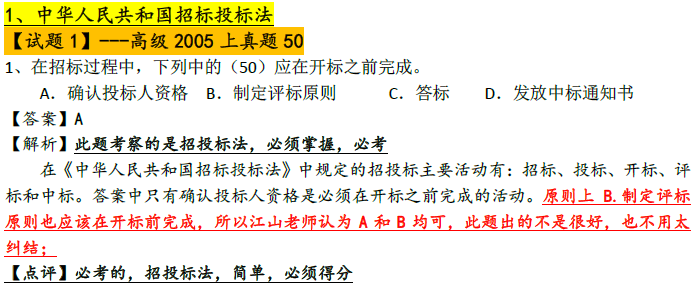 1、中华人民共和国招标投标法
【试题1】---高级2005上真题50
1、在招标过程中，下列中的（50）应在开标之前完成。
A．确认投标人资格 B．制定评标原则 C．答标 D．发放中标通知书
【答案】A
【解析】此题考察的是招投标法，必须掌握，必考
在《中华人民共和国招标投标法》中规定的招投标主要活动有：招标、投标、开标、评
标和中标。答案中只有确认投标人资格是必须在开标之前完成的活动。原则上 B.制定评标
原则也应该在开标前完成，所以江山老师认为 A 和 B 均可，此题出的不是很好，也不用太
纠结；
【点评】必考的，招投标法，简单，必须得分